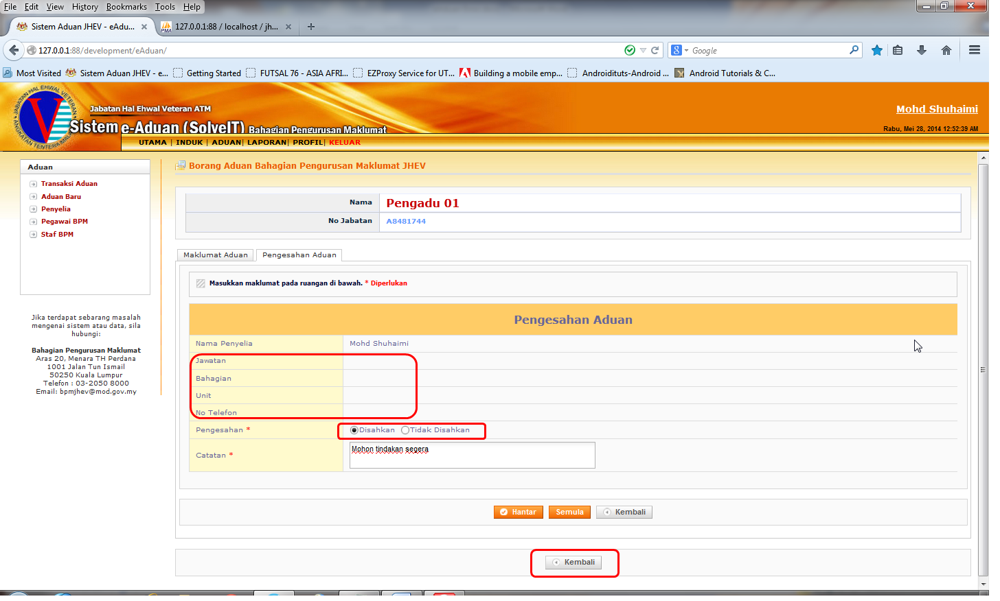 File Edit View History Bookmarks Tools Help
Sistem Aduan JHEV - eAdu... × 127.0.0.1:88 / localhost / jh... × +
127.0.0.1:88/development/eAduan/ Google
Most Visited Sistem Aduan JHEV - e... Getting Started FUTSAL 76 - ASIA AFRI... EZProxy Service for UT... Building a mobile emp... Androidituts-Android ... Android Tutorials & C...
JABATAN HAL EHWAL VETERAN
ANGKATAN TENTERA
Jabatan Hal Ehwal Veteran ATM
Sistem e-Aduan (SolveIT) Bahagian Pengurusan Maklumat
Mohd Shuhaimi
Rabu, Mei 28, 2014 12:52:39 AM
UTAMA | INDUK | ADUAN| LAPORAN| PROFIL| KELUAR
Aduan
Transaksi Aduan
Aduan Baru
Penyelia
Pegawai BPM
Staf BPM
Jika terdapat sebarang masalah
mengenai sistem atau data, sila
hubungi:
Bahagian Pengurusan Maklumat
Aras 20, Menara TH Perdana
1001 Jalan Tun Ismail
50250 Kuala Lumpur
Telefon : 03-2050 8000
Email: bpmjhev@mod.gov.my
Borang Aduan Bahagian Pengurusan Maklumat JHEV
Nama Pengadu 01
No Jabatan A8481744
Maklumat Aduan Pengesahan Aduan
Masukkan maklumat pada ruangan di bawah. * Diperlukan
Pengesahan Aduan
Nama Penyelia Mohd Shuhaimi
Jawatan
Bahagian
Unit
No Telefon
Pengesahan * Disahkan Tidak Disahkan
Catatan * Mohon tindakan segera
Hantar Semula Kembali
Kembali